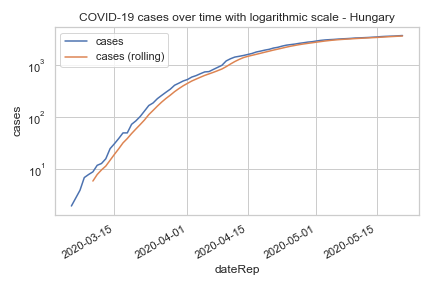 COVID-19 cases over time with logarithmic scale - Hungary
cases
cases (rolling)
10³
10²
10¹
cases
2020-03-15
2020-04-01
2020-04-15
2020-05-01
2020-05-15
dateRep